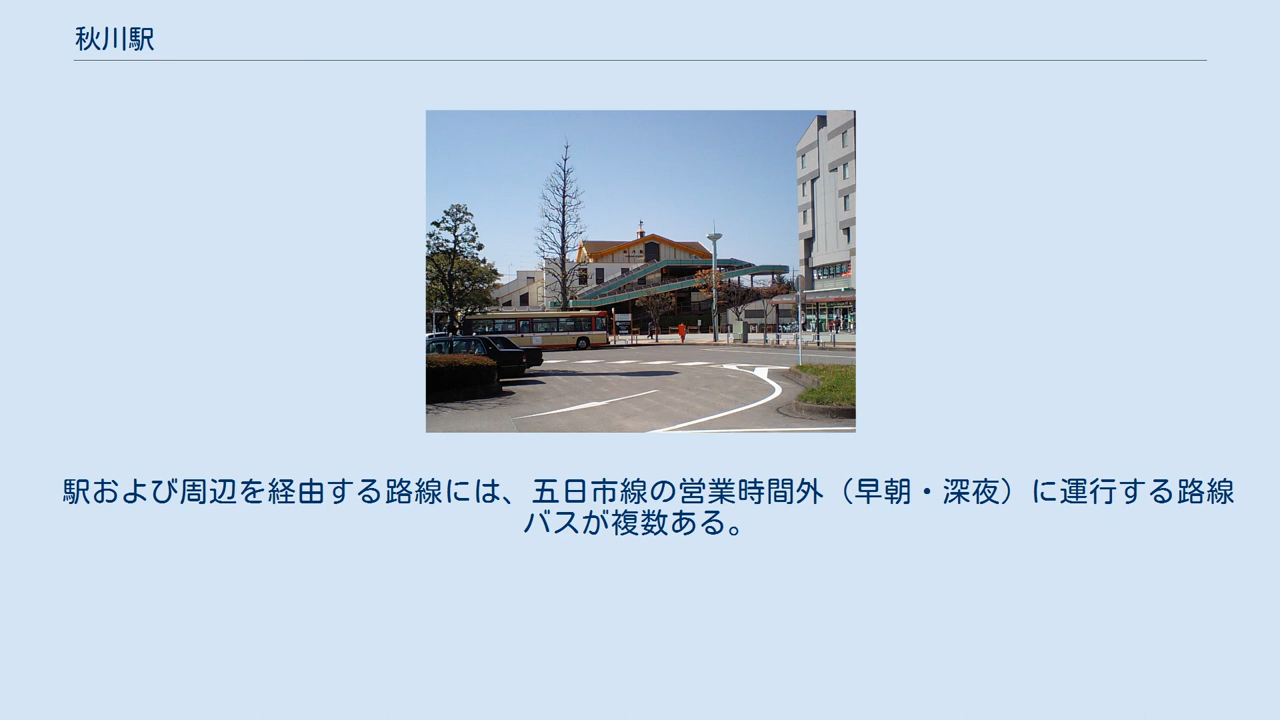 秋川駅
駅および周辺を経由する路線には、五日市線の営業時間外（早朝・深夜）に運行する路線
バスが複数ある。